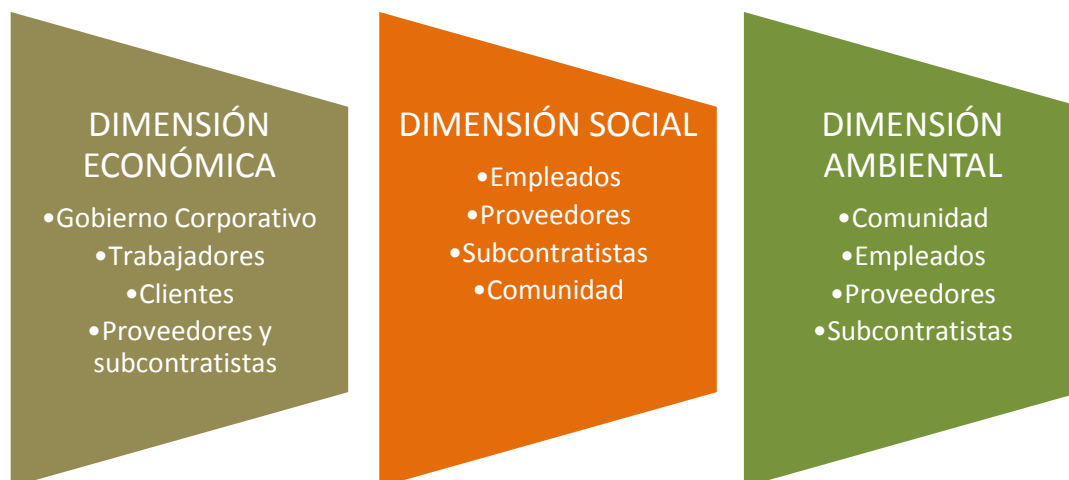 DIMENSIÓN
ECONÓMICA
•Gobierno Corporativo
•Trabajadores
•Clientes
•Proveedores y
subcontratistas
DIMENSIÓN SOCIAL
•Empleados
•Proveedores
•Subcontratistas
•Comunidad
DIMENSIÓN
AMBIENTAL
•Comunidad
•Empleados
•Proveedores
•Subcontratistas